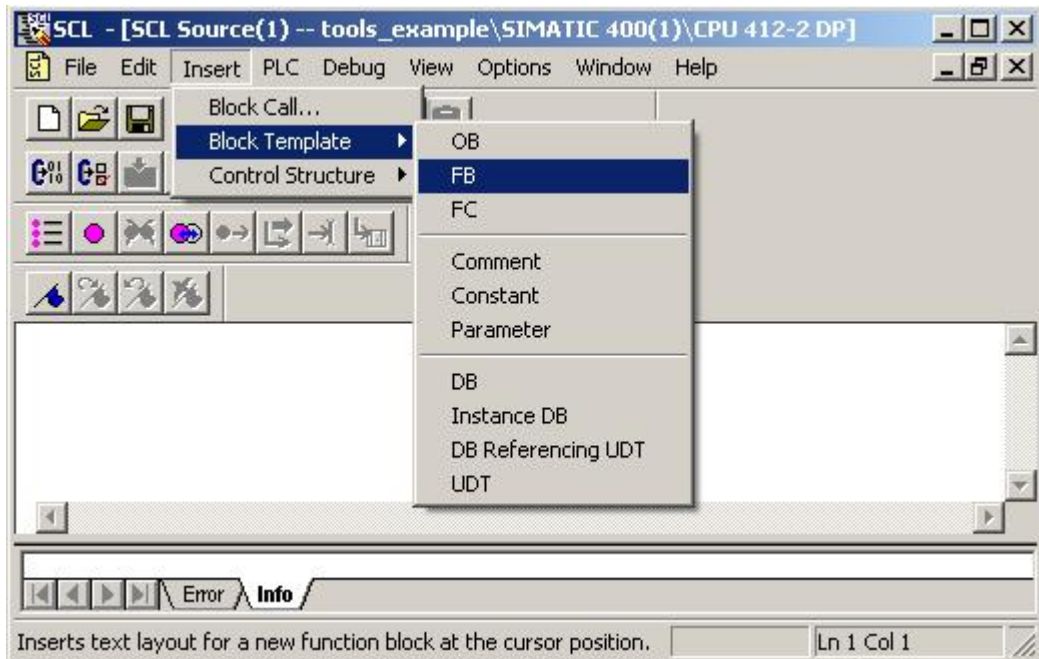 SCL - [SCL Source(1) -- tools_example\SIMATIC 400(1)\CPU 412-2 DP]
File Edit Insert PLC Debug View Options Window Help
Block Call...
Block Template
Control Structure
OB
FB
FC
Comment
Constant
Parameter
DB
Instance DB
DB Referencing UDT
UDT
Error Info
Inserts text layout for a new function block at the cursor position. Ln 1 Col 1